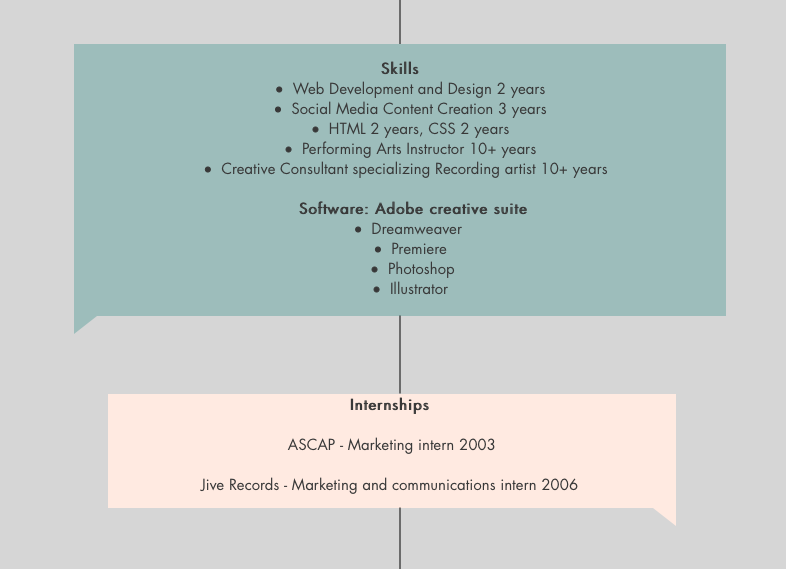 Skills
● Web Development and Design 2 years
● Social Media Content Creation 3 years
● HTML 2 years, CSS 2 years
● Performing Arts Instructor 10+ years
● Creative Consultant specializing Recording artist 10+ years
Software: Adobe creative suite
● Dreamweaver
● Premiere
● Photoshop
● Illustrator
Internships
ASCAP - Marketing intern 2003
Jive Records - Marketing and communications intern 2006